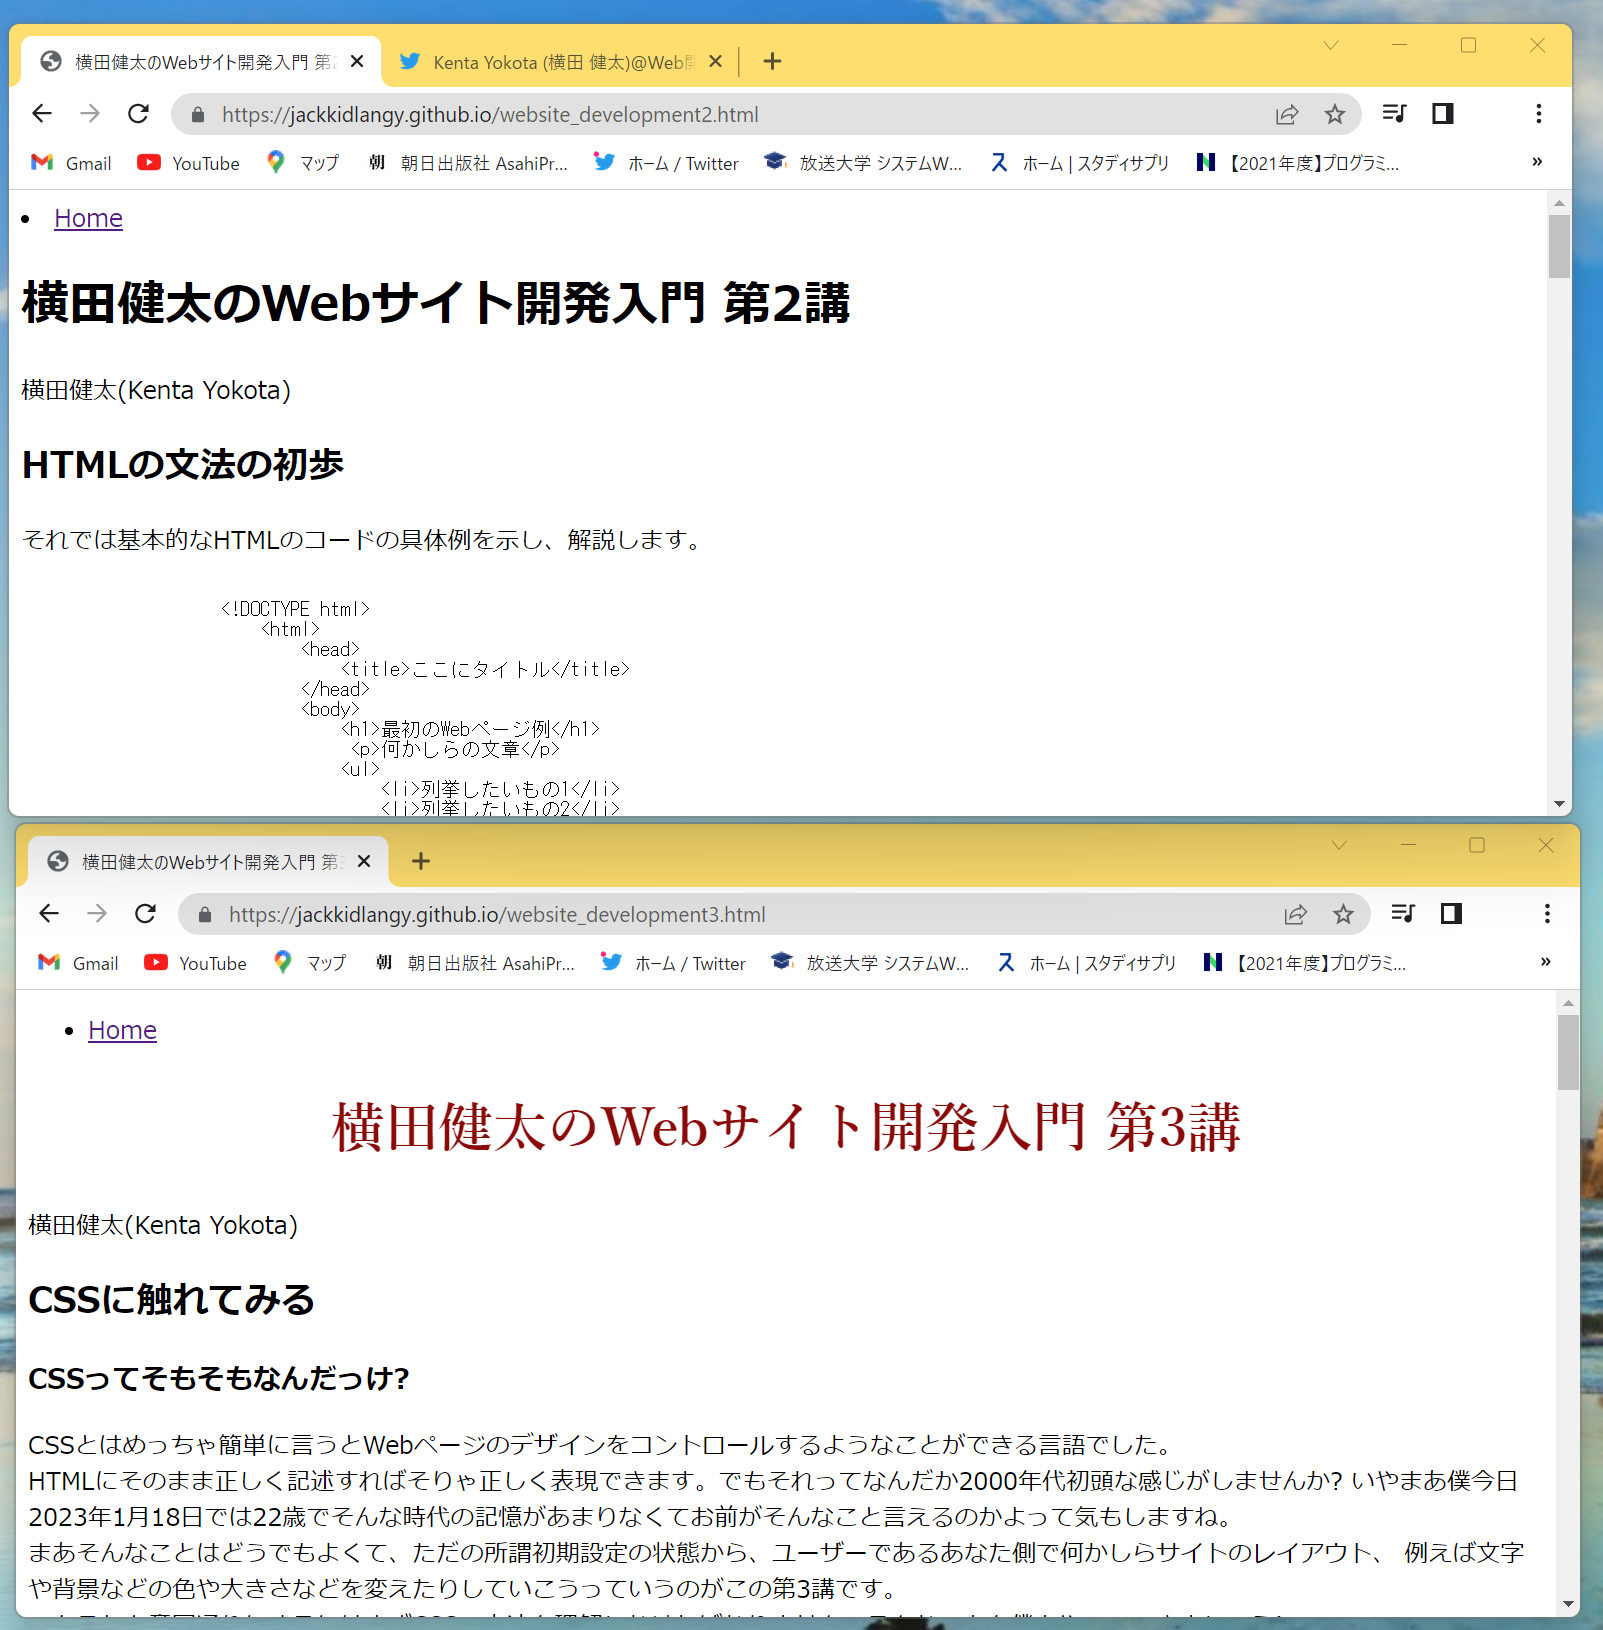 横田健太のWebサイト開発入門 第2
Kenta Yokota (横田 健太)@Web開
https://jackkidlangy.github.io/website_development2.html
Gmail YouTube マップ 朝 朝日出版社 AsahiPr... ホーム / Twitter 放送大学 システムW... ホーム | スタディサプリ 【2021年度】プログラミ... »
Home
横田健太のWebサイト開発入門 第2講
横田健太(Kenta Yokota)
HTMLの文法の初歩
それでは基本的なHTMLのコードの具体例を示し、解説します。
<!DOCTYPE html>
<html>
<head>
<title>ここにタイトル</title>
</head>
<body>
<h1>最初のWebページ例</h1>
<p>何かしらの文章</p>
<ul>
<li>列挙したいもの1</li>
<li>列挙したいもの2</li>
横田健太のWebサイト開発入門 第3
https://jackkidlangy.github.io/website_development3.html
Gmail YouTube マップ 朝 朝日出版社 AsahiPr... ホーム / Twitter 放送大学 システムW... ホーム | スタディサプリ 【2021年度】プログラミ... »
Home
横田健太のWebサイト開発入門 第3講
横田健太(Kenta Yokota)
CSSに触れてみる
CSSってそもそもなんだっけ?
CSSとはめっちゃ簡単に言うとWebページのデザインをコントロールするようなことができる言語でした。
HTMLにそのまま正しく記述すればそりゃ正しく表現できます。でもそれってなんだか2000年代初頭な感じがしませんか? いやまあ僕今日
2023年1月18日では22歳でそんな時代の記憶があまりなくてお前がそんなこと言えるのかよって気もしますね。
まあそんなことはどうでもよくて、ただの所謂初期設定の状態から、ユーザーであるあなた側で何かしらサイトのレイアウト、 例えば文字
や背景などの色や大きさなどを変えたりしていこうっていうのがこの第3講です。